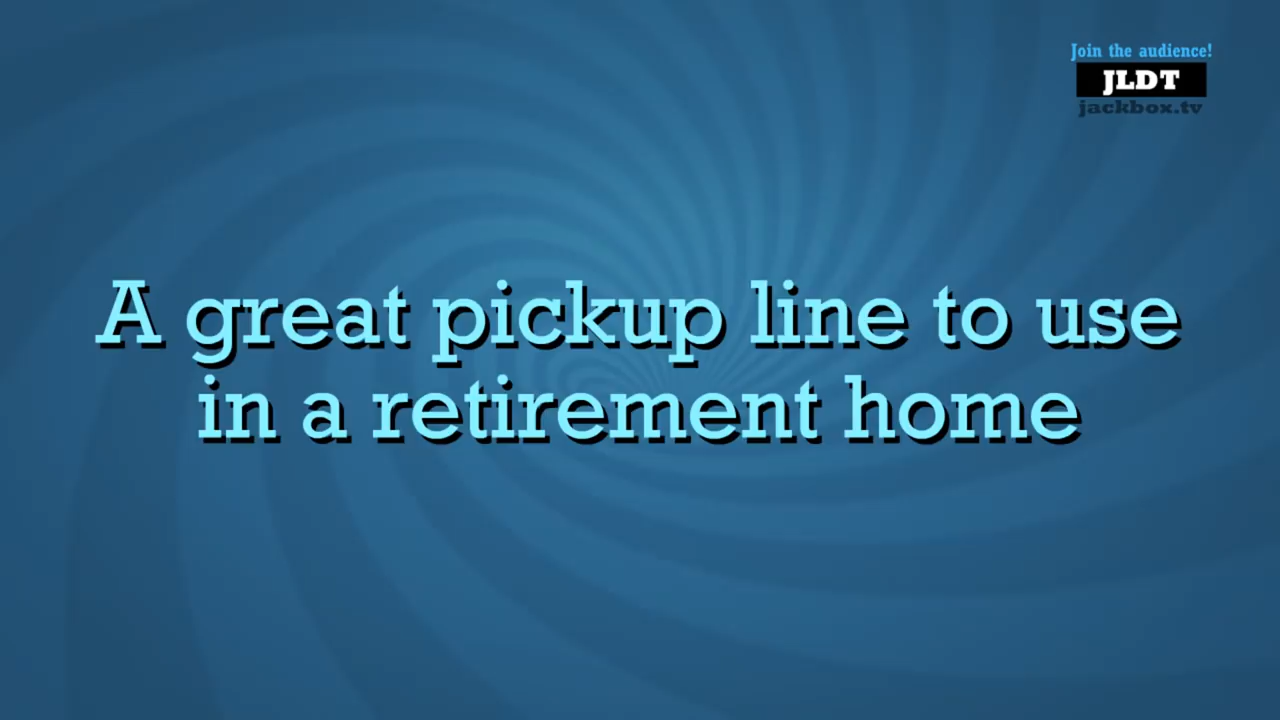 Join the audience!
JLDT
jackbox.tv
A great pickup line to use
in a retirement home